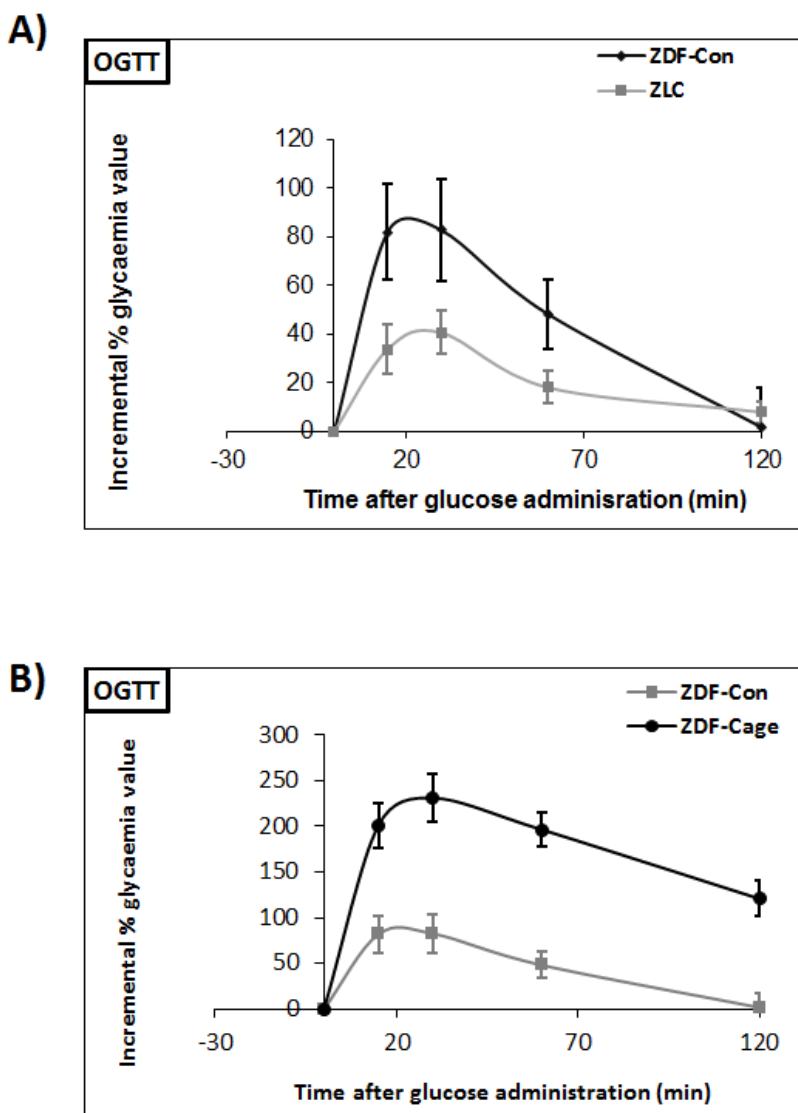 A)
OGTT
ZDF-Con
ZLC
Incremental % glycaemia value
120
100
80
60
40
20
0
-30 20 70 120
Time after glucose adminisration (min)
B)
OGTT
ZDF-Con
ZDF-Cage
Incremental % glycaemia value
300
250
200
150
100
50
0
-30 20 70 120
Time after glucose administration (min)